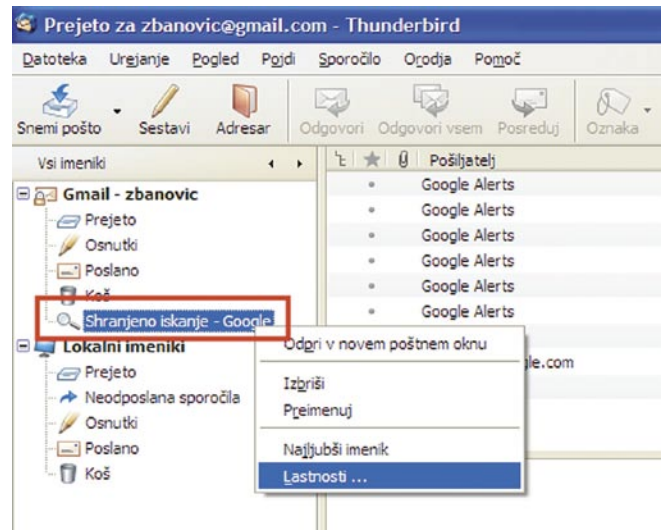 Prejeto za zbanovic@gmail.com - Thunderbird
Datoteka Urejanje Pogled Pojdi Sporočilo Orodja Pomoč
Snemi pošto Sestavi Adresar Odgovori Odgovori vsem Posreduj Oznaka
Vsi imeniki
Pošiljatelj
Gmail - zbanovic
Prejeto
Osnutki
Poslano
Koš
Shranjeno iskanje - Google
Lokalni imeniki
Prejeto
Neodposlana sporočila
Osnutki
Poslano
Koš
Google Alerts
Google Alerts
Google Alerts
Google Alerts
Google Alerts
Google Alerts
gle.com
Odpri v novem poštnem oknu
Izbriši
Preimenuj
Najljubši imenik
Lastnosti ...